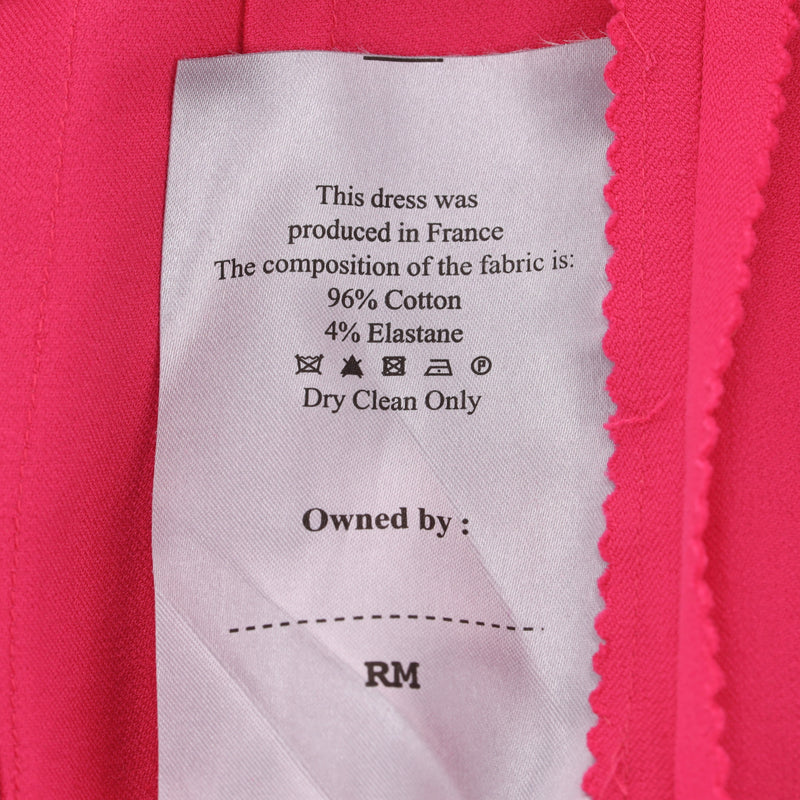 This dress was
produced in France
The composition of the fabric is:
96% Cotton
4% Elastane
P
Dry Clean Only
Owned by :
RM